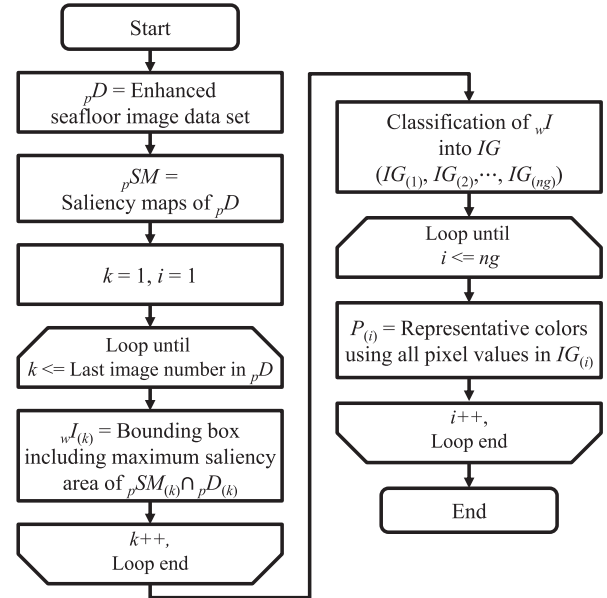 Start
pD = Enhanced
seafloor image data set
pSM =
Saliency maps of pD
k = 1, i = 1
Loop until
k <= Last image number in pD
wI(k) = Bounding box
including maximum saliency
area of pSM(k)∩ pD(k)
k++,
Loop end
Classification of wI
into IG
(IG(1), IG(2),⋯, IG(ng))
Loop until
i <= ng
P(i) = Representative colors
using all pixel values in IG(i)
i++,
Loop end
End